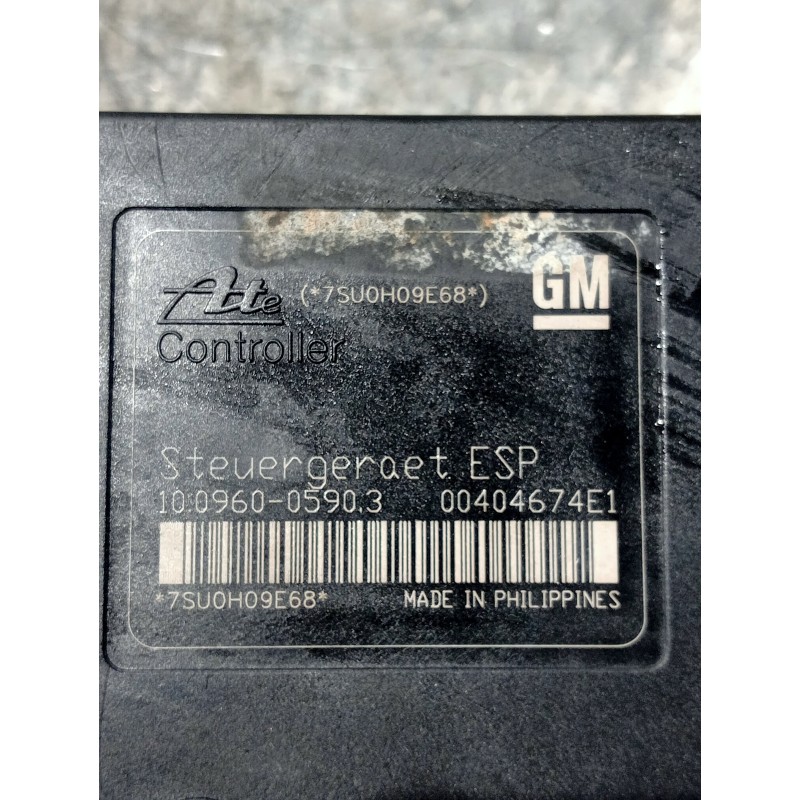 Ate (*7SU0H09E68*) GM
Controller
Steuergeraet ESP
10.0960-0590.3 00404674E1
*7SU0H09E68* MADE IN PHILIPPINES